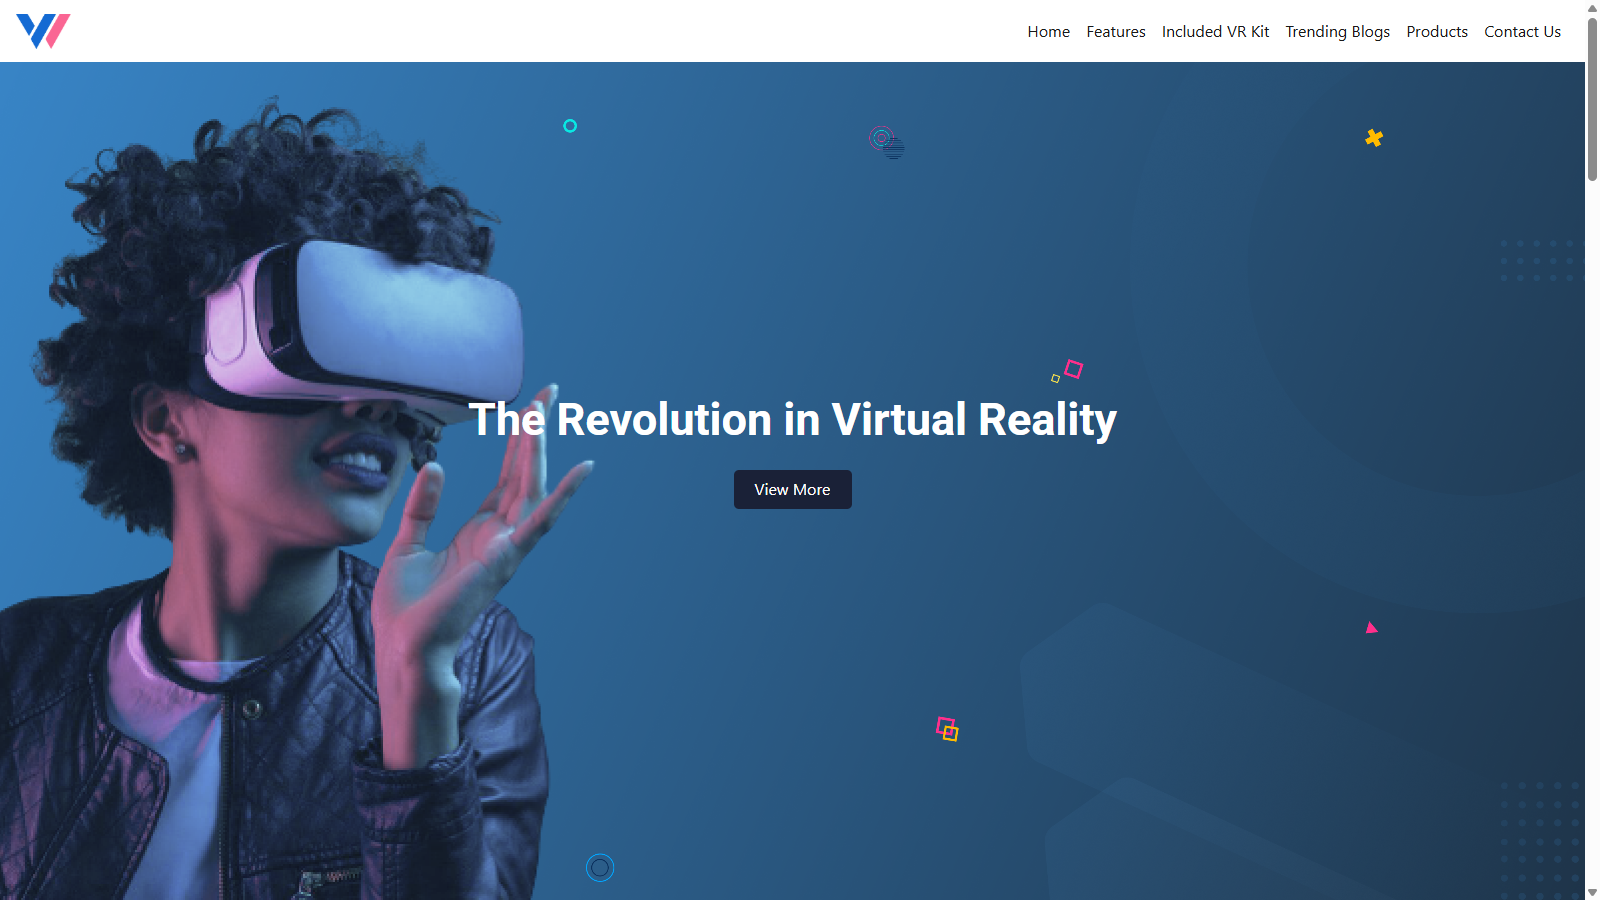 Home Features Included VR Kit Trending Blogs Products Contact Us
The Revolution in Virtual Reality
View More